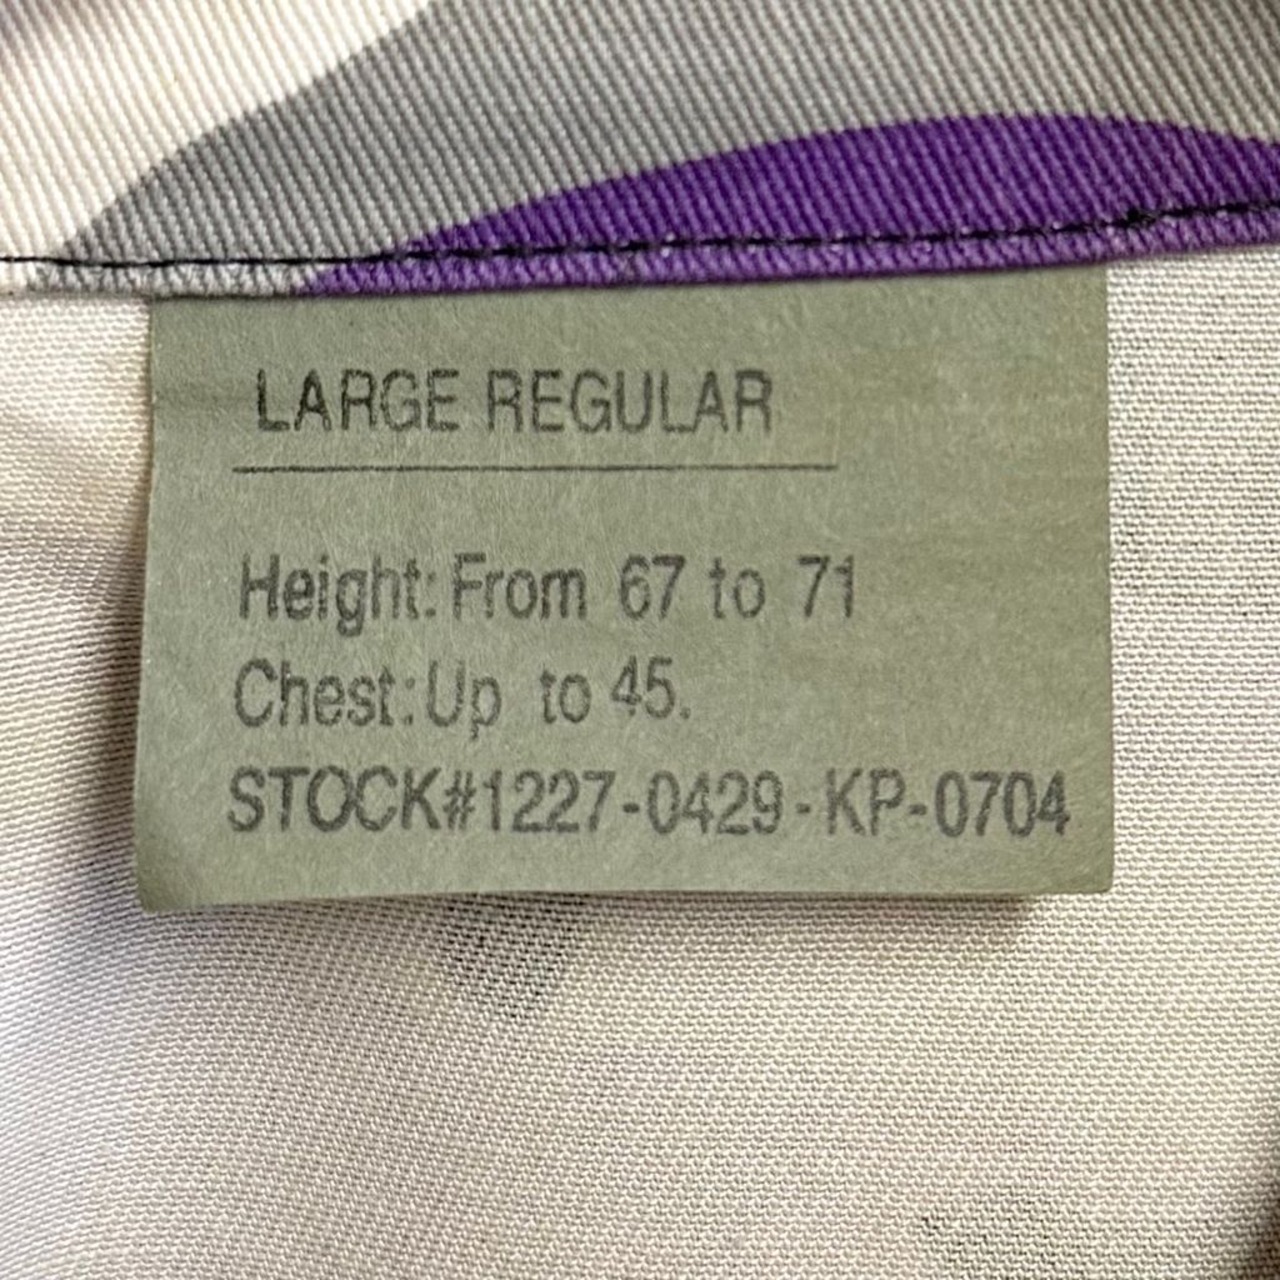 LARGE REGULAR
Height: From 67 to 71
Chest: Up to 45.
STOCK#1227-0429-KP-0704